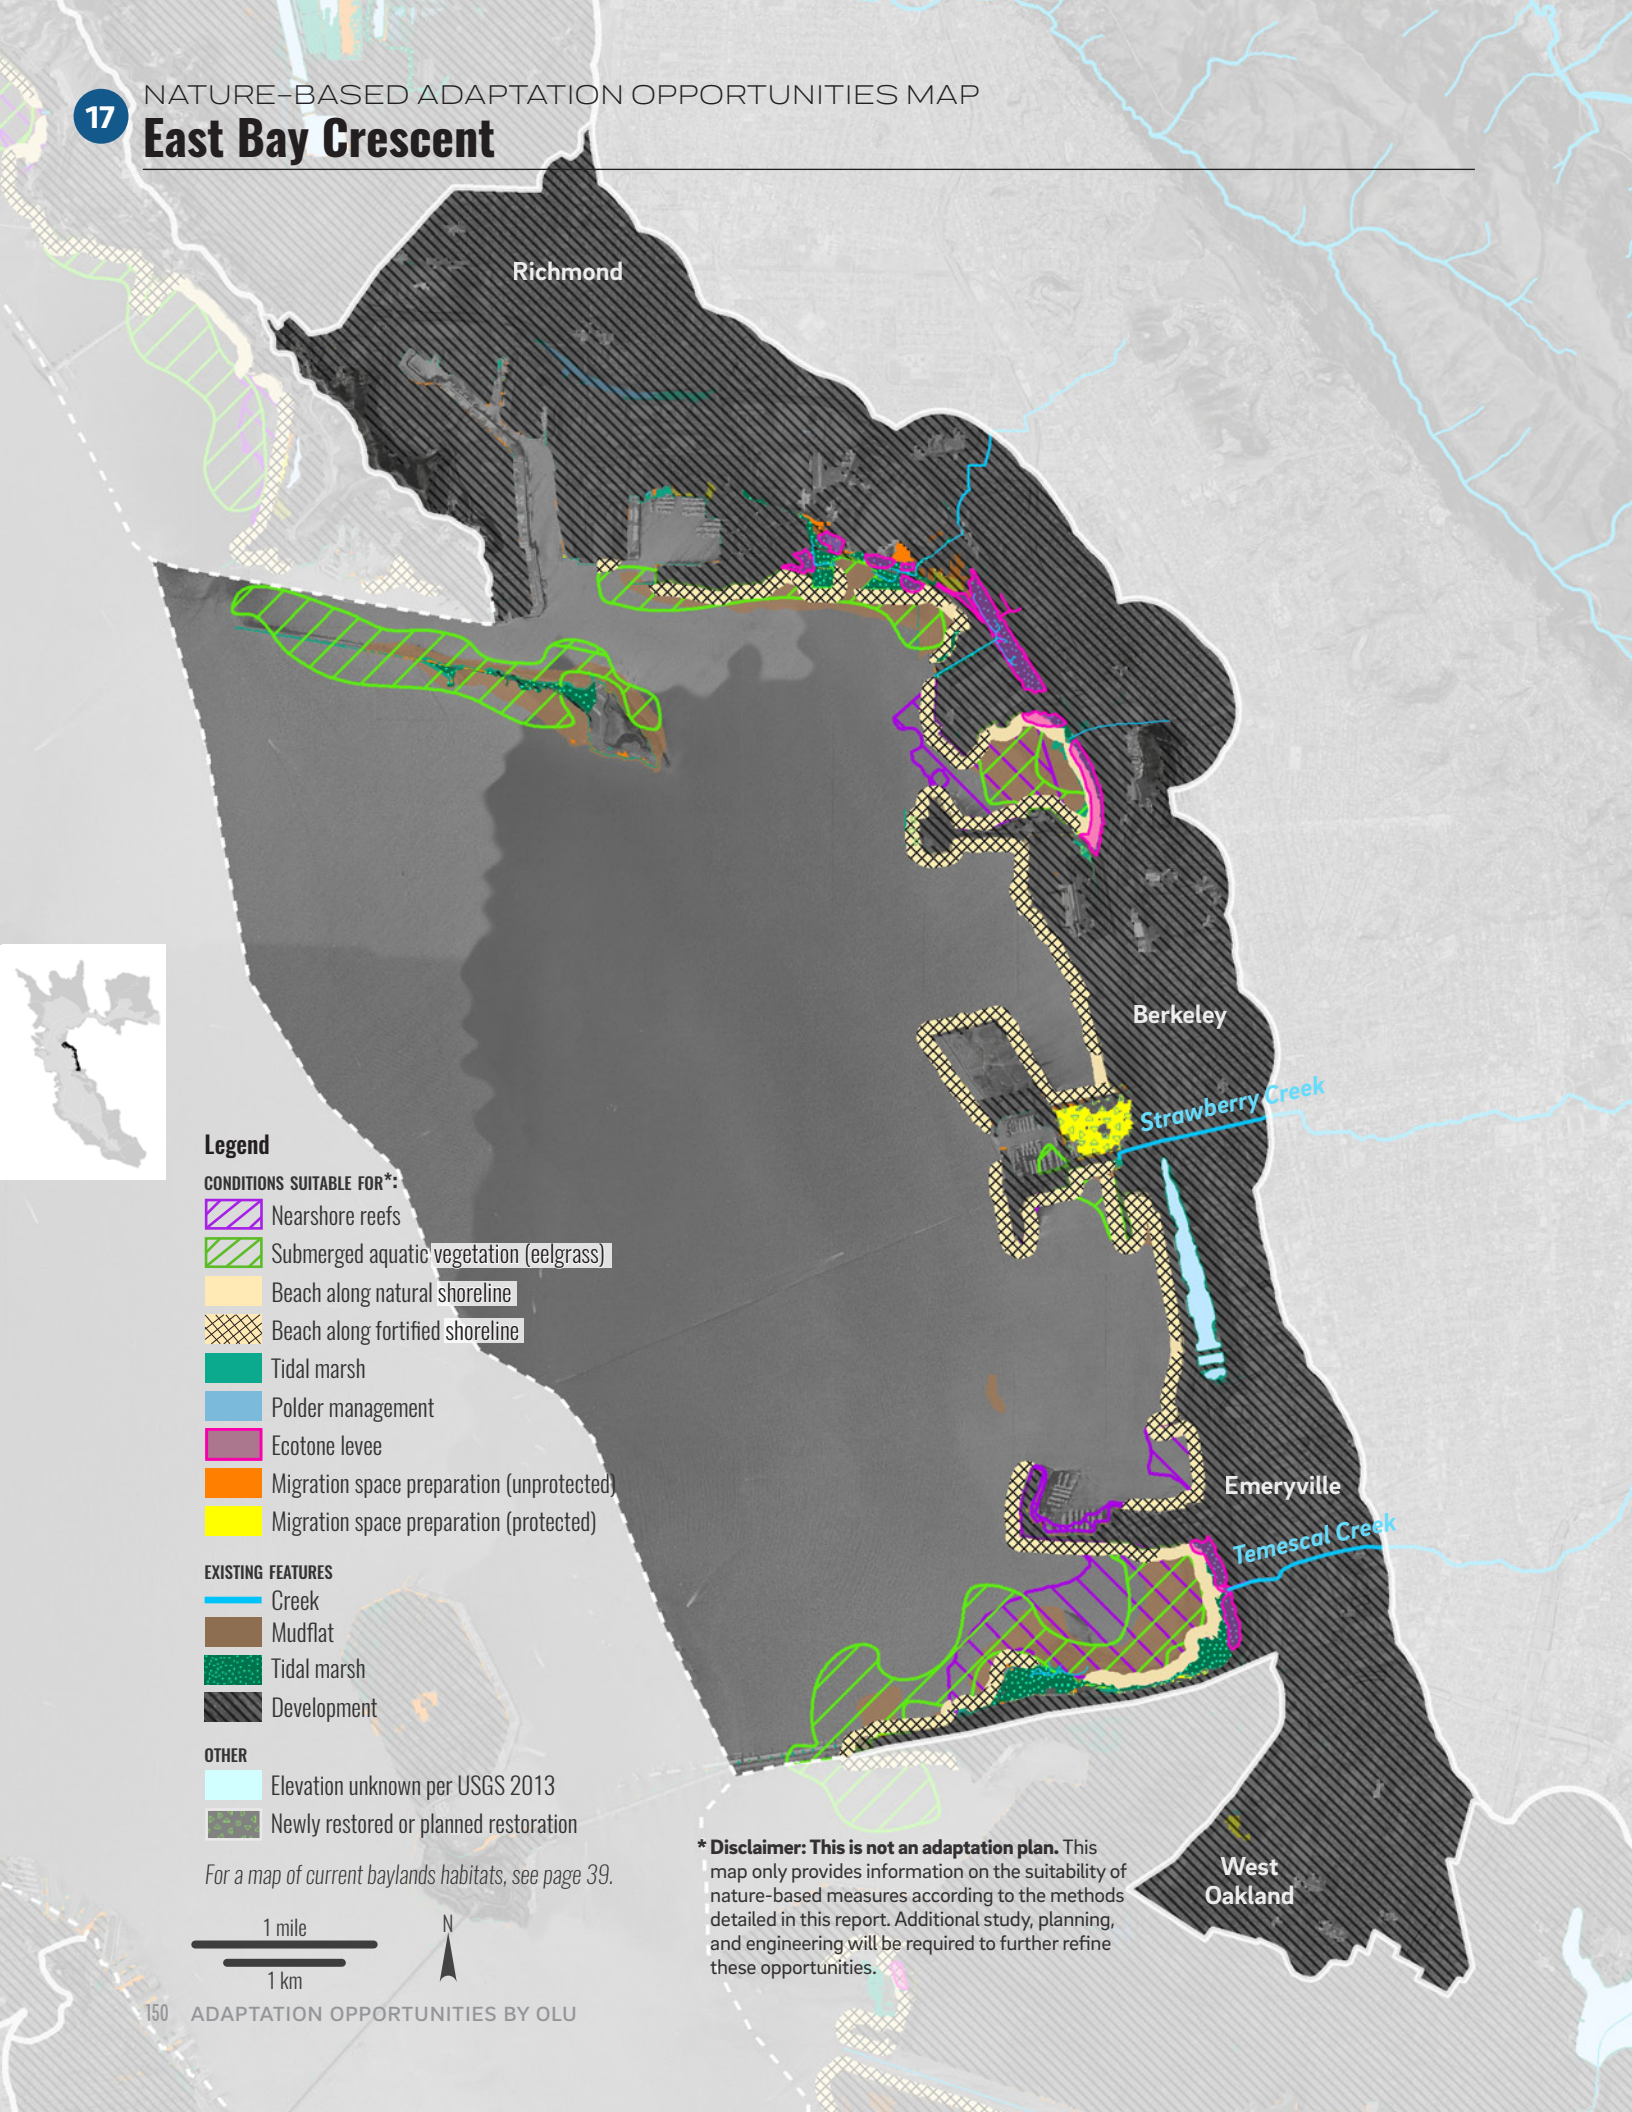 17
NATURE-BASED ADAPTATION OPPORTUNITIES MAP
East Bay Crescent
Richmond
Berkeley
Strawberry Creek
Emeryville
Temescal Creek
West
Oakland
Legend
CONDITIONS SUITABLE FOR*:
Nearshore reefs
Submerged aquatic vegetation (eelgrass)
Beach along natural shoreline
Beach along fortified shoreline
Tidal marsh
Polder management
Ecotone levee
Migration space preparation (unprotected)
Migration space preparation (protected)
EXISTING FEATURES
Creek
Mudflat
Tidal marsh
Development
OTHER
Elevation unknown per USGS 2013
Newly restored or planned restoration
For a map of current baylands habitats, see page 39.
1 mile
1 km
N
* Disclaimer: This is not an adaptation plan. This
map only provides information on the suitability of
nature-based measures according to the methods
detailed in this report. Additional study, planning,
and engineering will be required to further refine
these opportunities.
150 ADAPTATION OPPORTUNITIES BY OLU